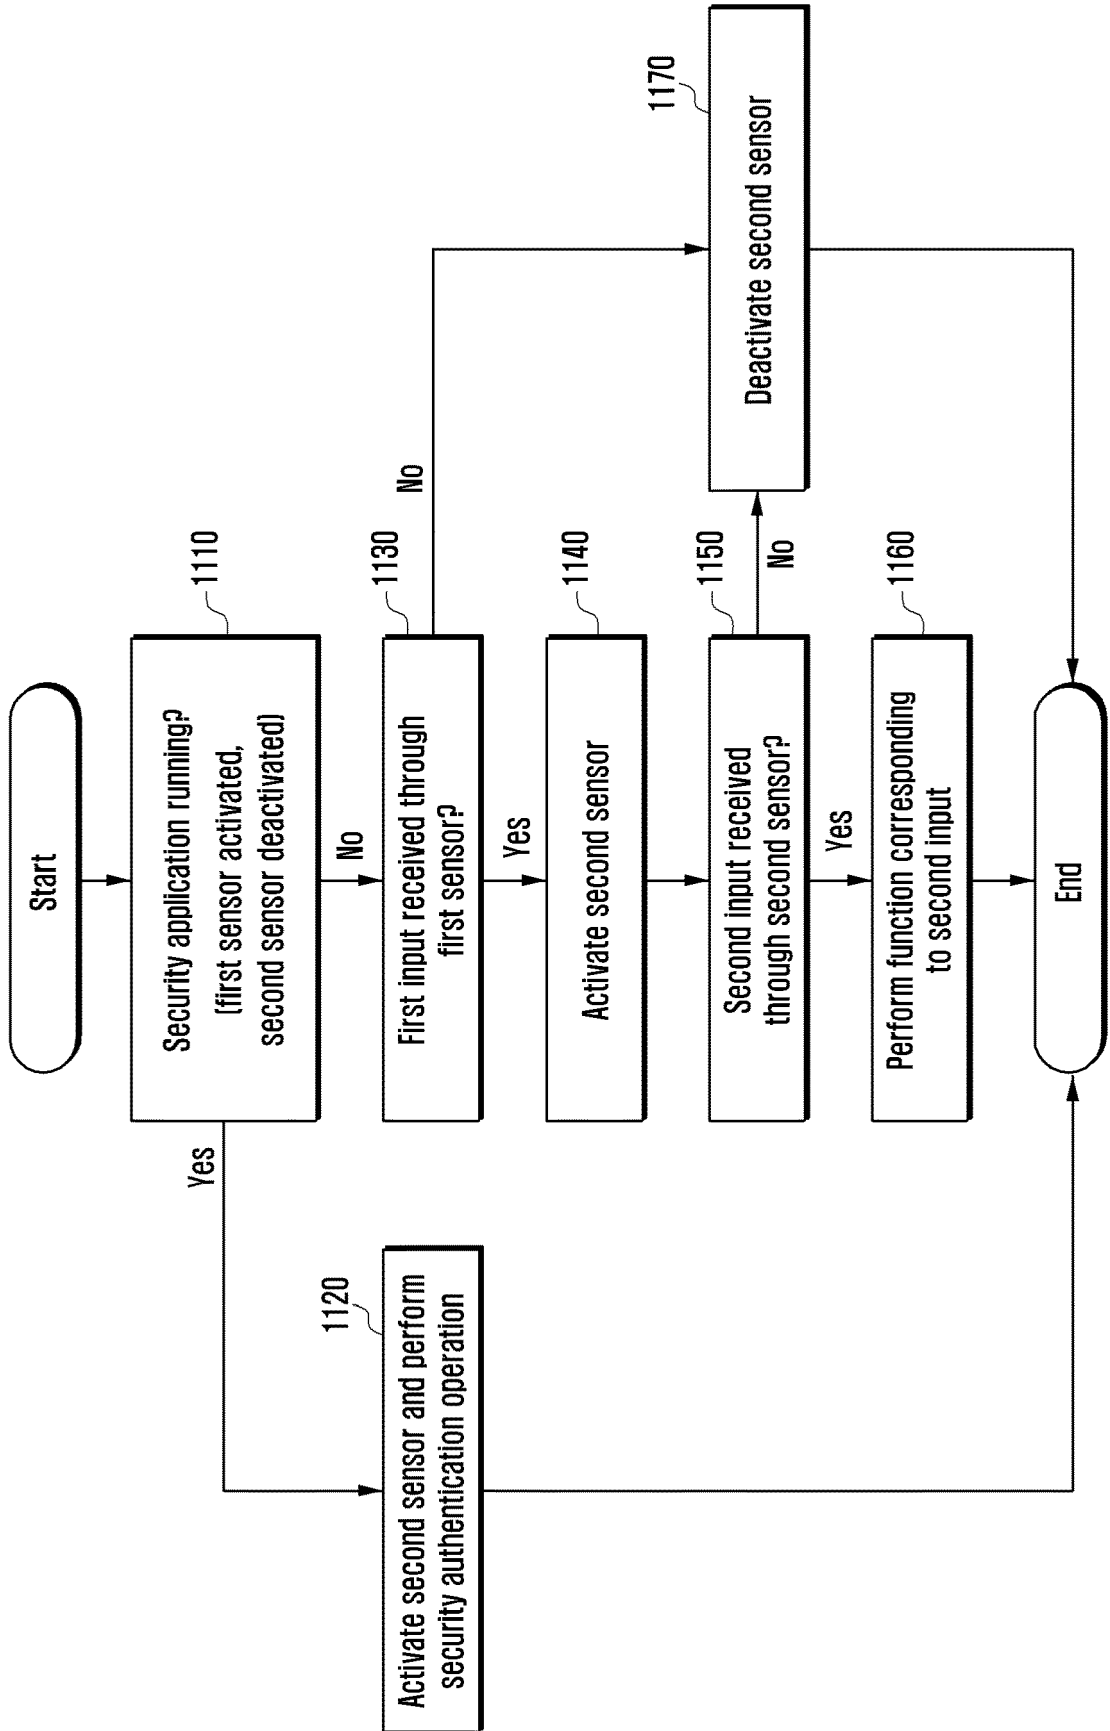 Start
1110
Security application running?
(first sensor activated,
second sensor deactivated)
Yes
No
1120
Activate second sensor and perform
security authentication operation
1130
First input received through
first sensor?
No
Yes
1140
Activate second sensor
1150
Second input received
through second sensor?
No
Yes
1170
Deactivate second sensor
1160
Perform function corresponding
to second input
End